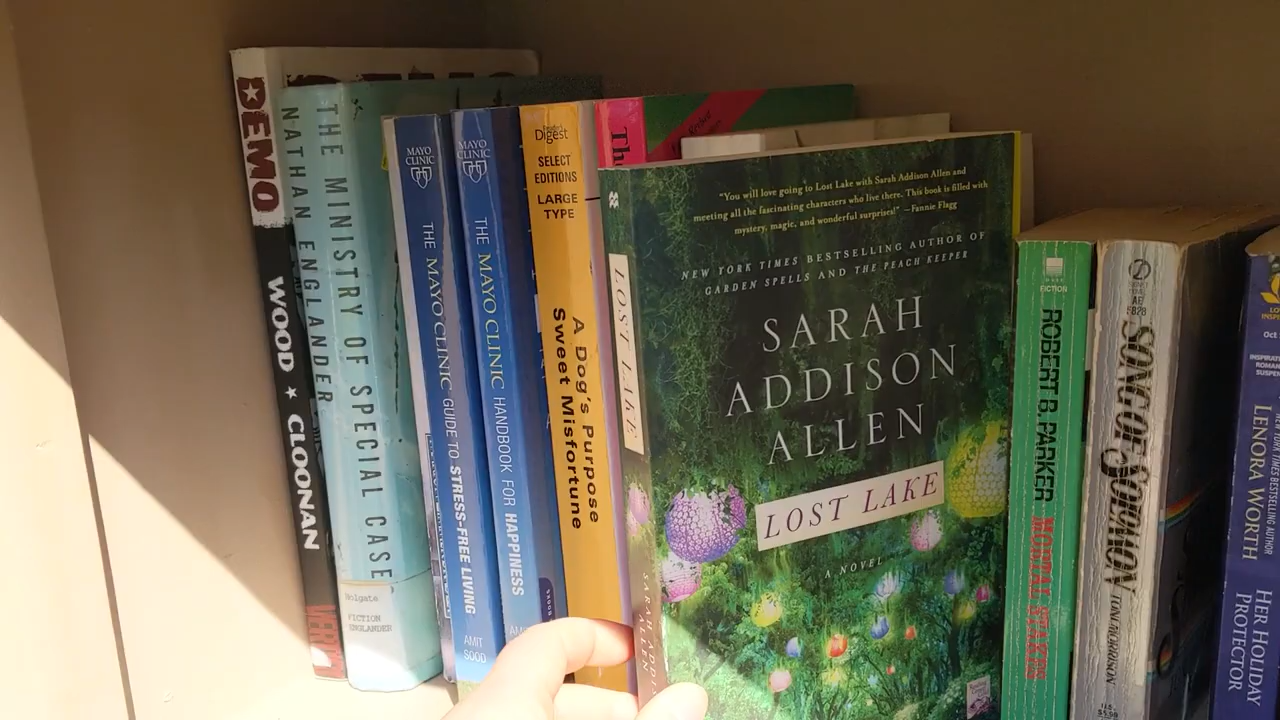 DEMO
WOOD ★ CLOONAN
NATHAN ENGLANDER
THE MINISTRY OF SPECIAL CASES
Holgate
FICTION
ENGLANDER
MAYO
CLINIC
THE MAYO CLINIC GUIDE TO STRESS-FREE LIVING
AMIT
SOOD
MAYO
CLINIC
THE MAYO CLINIC HANDBOOK FOR HAPPINESS
Reader's
Digest
SELECT
EDITIONS
LARGE
TYPE
A Dog's Purpose
Sweet Misfortune
LOST LAKE
"You will love going to Lost Lake with Sarah Addison Allen and
meeting all the fascinating characters who live there. This book is filled with
mystery, magic, and wonderful surprises!" —Fannie Flagg
NEW YORK TIMES BESTSELLING AUTHOR OF
GARDEN SPELLS AND THE PEACH KEEPER
SARAH
ADDISON
ALLEN
LOST LAKE
A NOVEL
FICTION
ROBERT B. PARKER MORTAL STAKES
SONG OF SOLOMON TONI MORRISON
LENORA WORTH
HER HOLIDAY
PROTECTOR